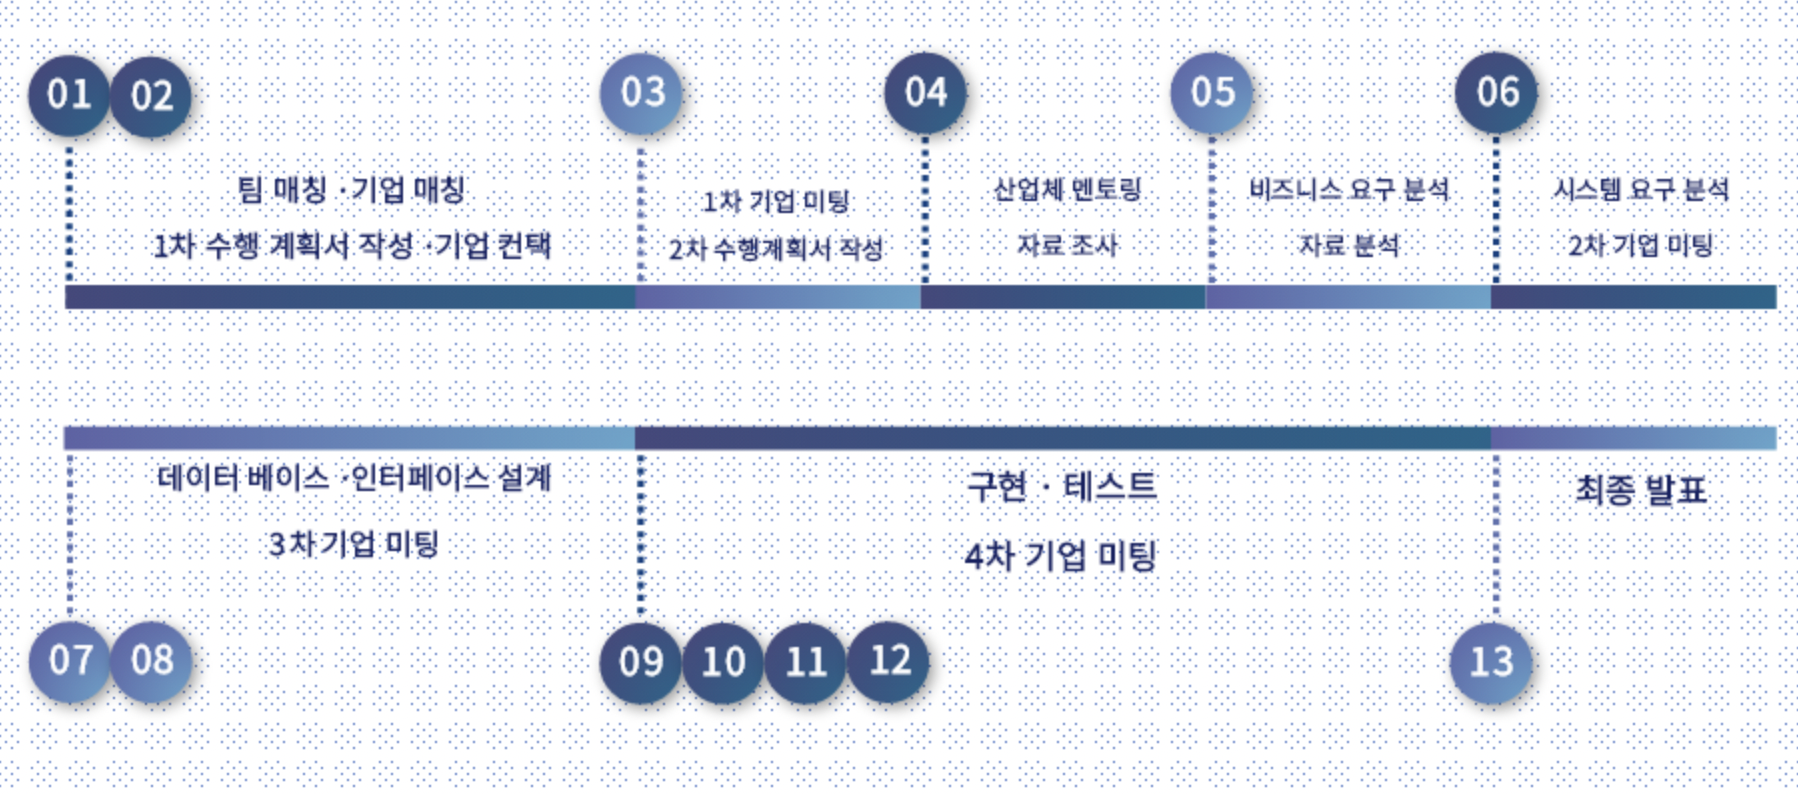 01 02 03 04 05 06
팀 매칭 ·기업 매칭
1차 수행 계획서 작성 ·기업 컨택
1차 기업 미팅
2차 수행계획서 작성
산업체 멘토링
자료 조사
비즈니스 요구 분석
자료 분석
시스템 요구 분석
2차 기업 미팅
데이터 베이스 ·인터페이스 설계
3차기업 미팅
구현 · 테스트
4차 기업 미팅
최종 발표
07 08 09 10 11 12 13